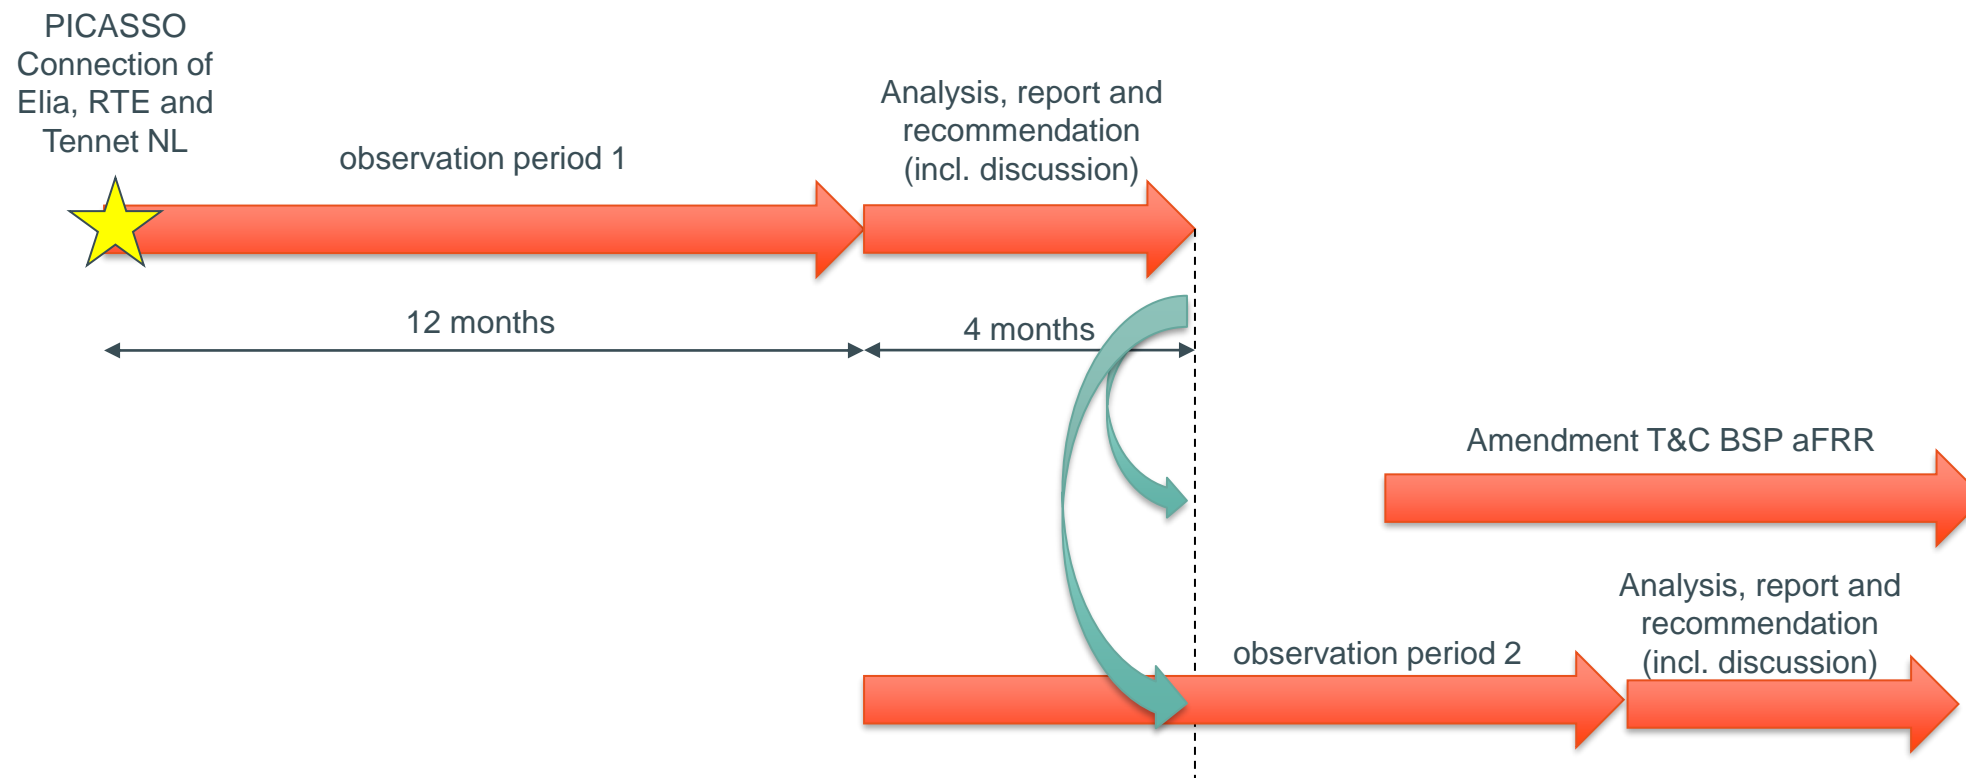 PICASSO
Connection of
Elia, RTE and
Tennet NL
observation period 1
Analysis, report and
recommendation
(incl. discussion)
12 months
4 months
Amendment T&C BSP aFRR
observation period 2
Analysis, report and
recommendation
(incl. discussion)